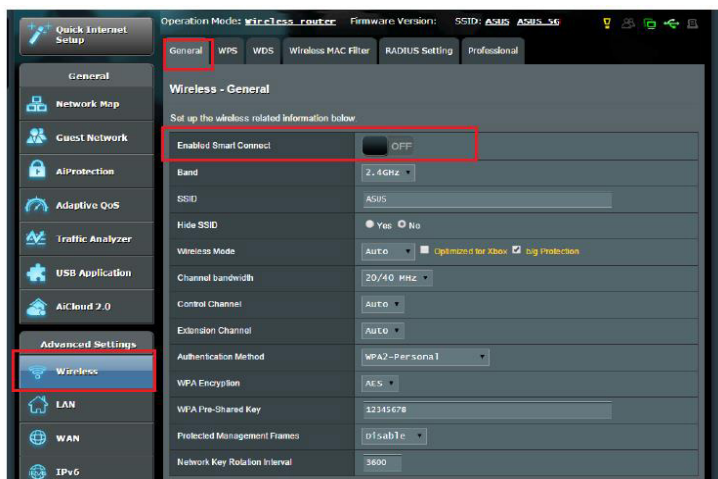 Operation Mode: Wireless router Firmware Version: SSID: ASUS ASUS_5G
Quick Internet
Setup
General WPS WDS Wireless MAC Filter RADIUS Setting Professional
General
Network Map
Guest Network
AiProtection
Adaptive QoS
Traffic Analyzer
USB Application
AiCloud 2.0
Advanced Settings
Wireless
LAN
WAN
IPv6
Wireless - General
Set up the wireless related information below
Enabled Smart Connect OFF
Band 2.4GHz
SSID ASUS
Hide SSID Yes No
Wireless Mode Auto Optimized for Xbox b/g Protection
Channel bandwidth 20/40 MHz
Control Channel Auto
Extension Channel Auto
Authentication Method WPA2-Personal
WPA Encryption AES
WPA Pre-Shared Key 12345678
Protected Management Frames Disable
Network Key Rotation Interval 3600